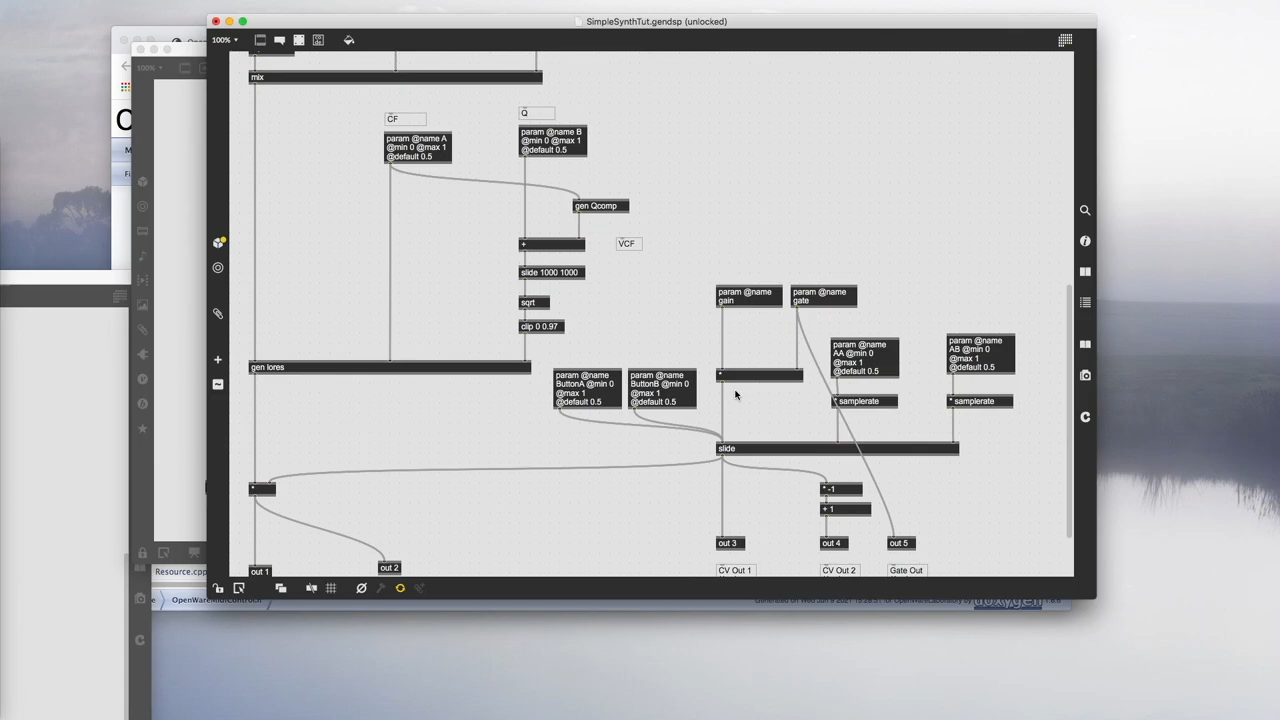 SimpleSynthTut.gendsp (unlocked)
100%
100%
mix
CF
Q
param @name A
@min 0 @max 1
@default 0.5
param @name B
@min 0 @max 1
@default 0.5
gen Qcomp
+
VCF
slide 1000 1000
sqrt
clip 0 0.97
gen lores
param @name
gain
param @name
gate
param @name
AA @min 0
@max 1
@default 0.5
param @name
AB @min 0
@max 1
@default 0.5
param @name
ButtonA @min 0
@max 1
@default 0.5
param @name
ButtonB @min 0
@max 1
@default 0.5
*
* samplerate
* samplerate
slide
*
* -1
+ 1
out 3
out 4
out 5
out 1
out 2
CV Out 1
CV Out 2
Gate Out
Resource.cpp